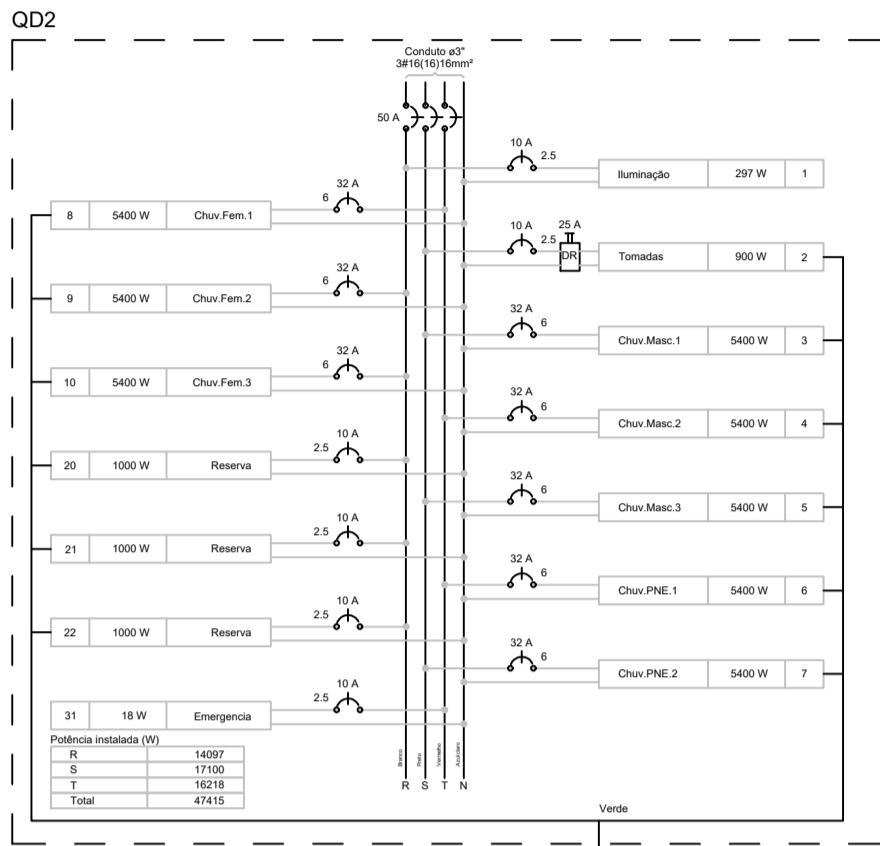 QD2
Conduto ø3"
3#16(16)16mm²
50 A
10 A
2.5
Iluminação 297 W 1
32 A
6
8 5400 W Chuv.Fem.1
10 A
2.5
25 A
DR
Tomadas 900 W 2
32 A
6
9 5400 W Chuv.Fem.2
32 A
6
Chuv.Masc.1 5400 W 3
32 A
6
10 5400 W Chuv.Fem.3
32 A
6
Chuv.Masc.2 5400 W 4
10 A
2.5
20 1000 W Reserva
32 A
6
Chuv.Masc.3 5400 W 5
10 A
2.5
21 1000 W Reserva
32 A
6
Chuv.PNE.1 5400 W 6
10 A
2.5
22 1000 W Reserva
32 A
6
Chuv.PNE.2 5400 W 7
10 A
2.5
31 18 W Emergencia
Potência instalada (W)
R 14097
S 17100
T 16218
Total 47415
Branco
Preto
Vermelho
Azul claro
R S T N
Verde